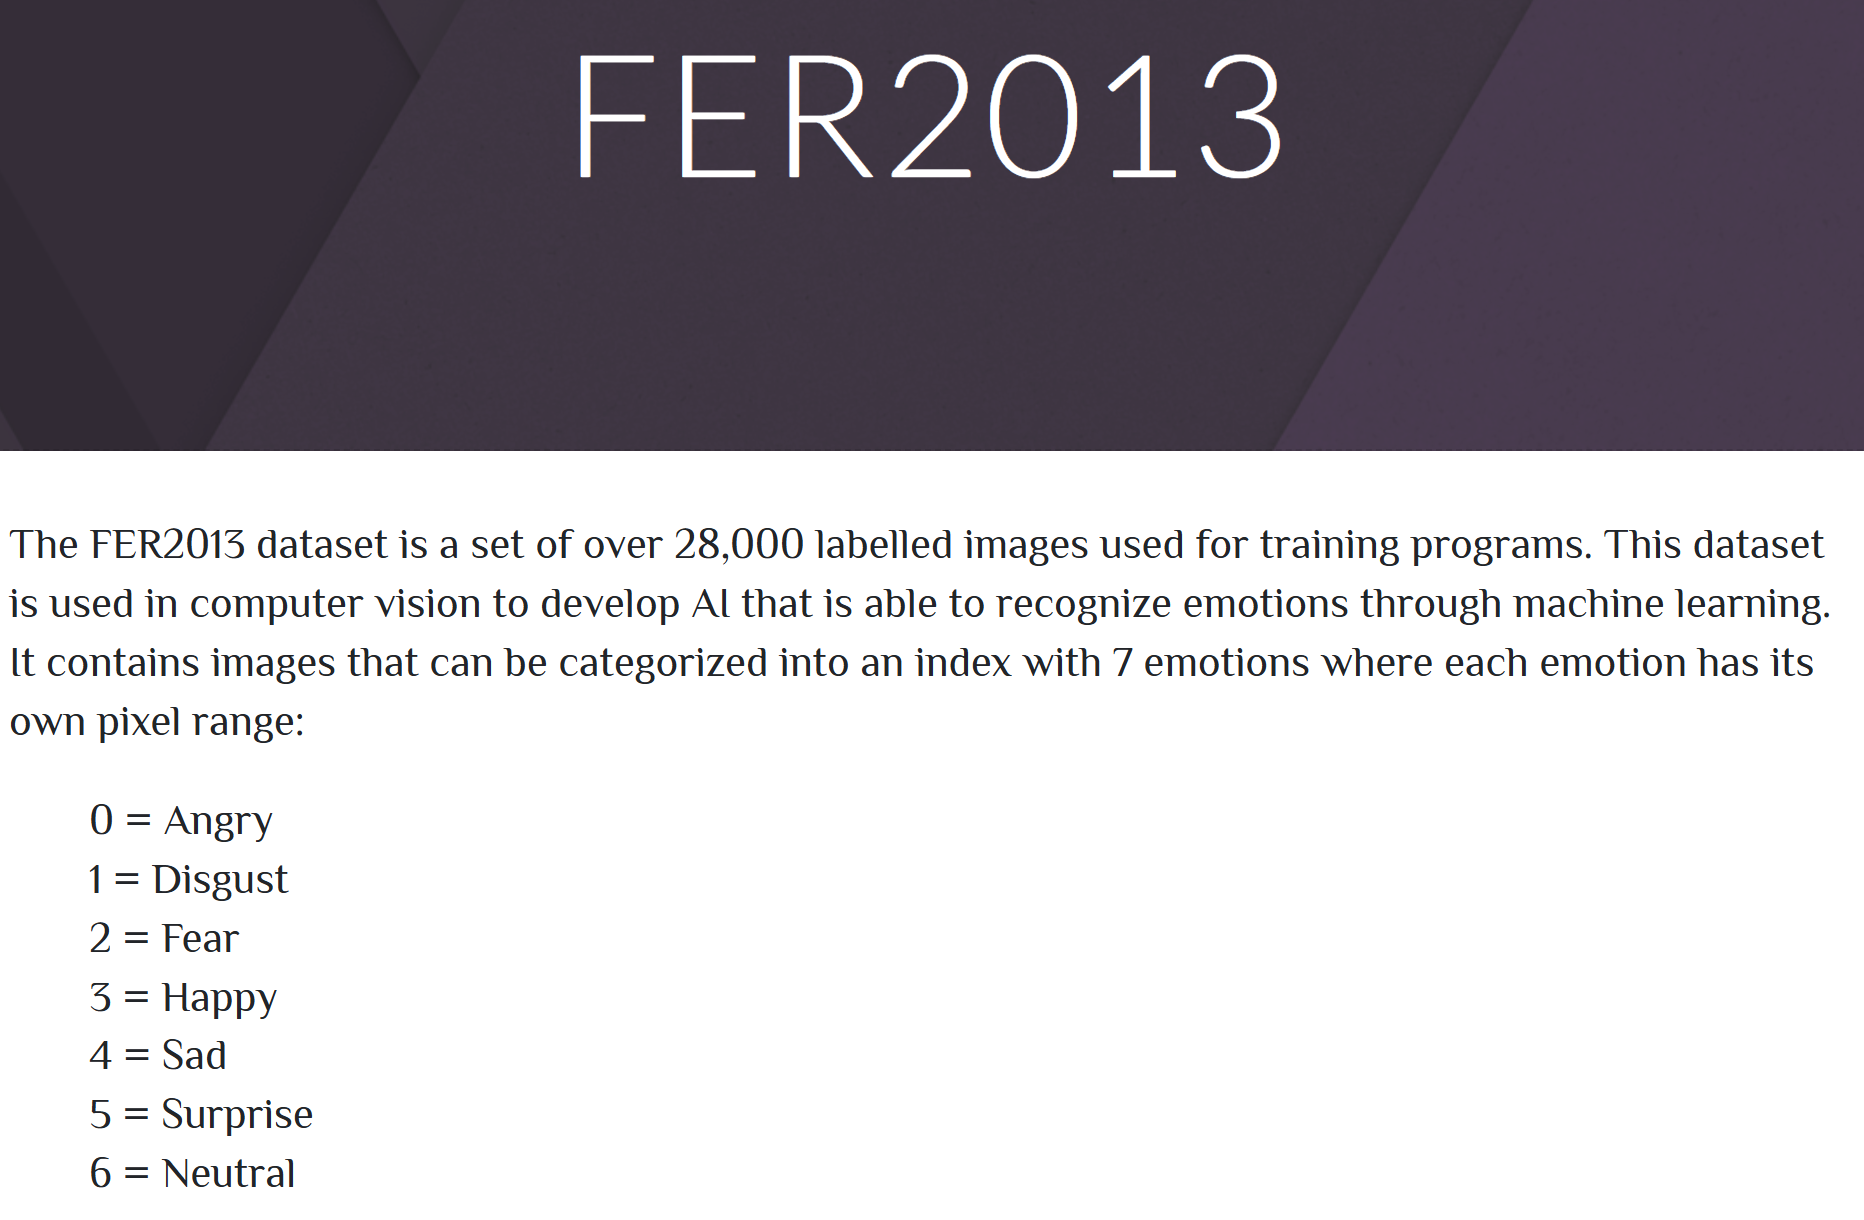 FER2013
The FER2013 dataset is a set of over 28,000 labelled images used for training programs. This dataset
is used in computer vision to develop AI that is able to recognize emotions through machine learning.
It contains images that can be categorized into an index with 7 emotions where each emotion has its
own pixel range:
0 = Angry
1 = Disgust
2 = Fear
3 = Happy
4 = Sad
5 = Surprise
6 = Neutral